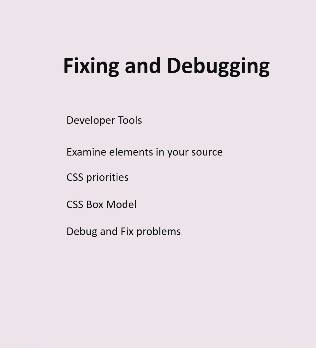 Fixing and Debugging
Developer Tools
Examine elements in your source
CSS priorities
CSS Box Model
Debug and Fix problems